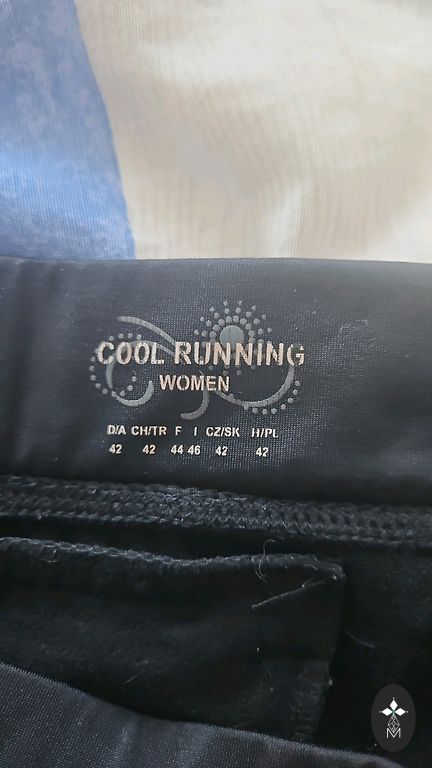 COOL RUNNING
WOMEN
D/A CH/TR F I CZ/SK H/PL
42 42 44 46 42 42
M